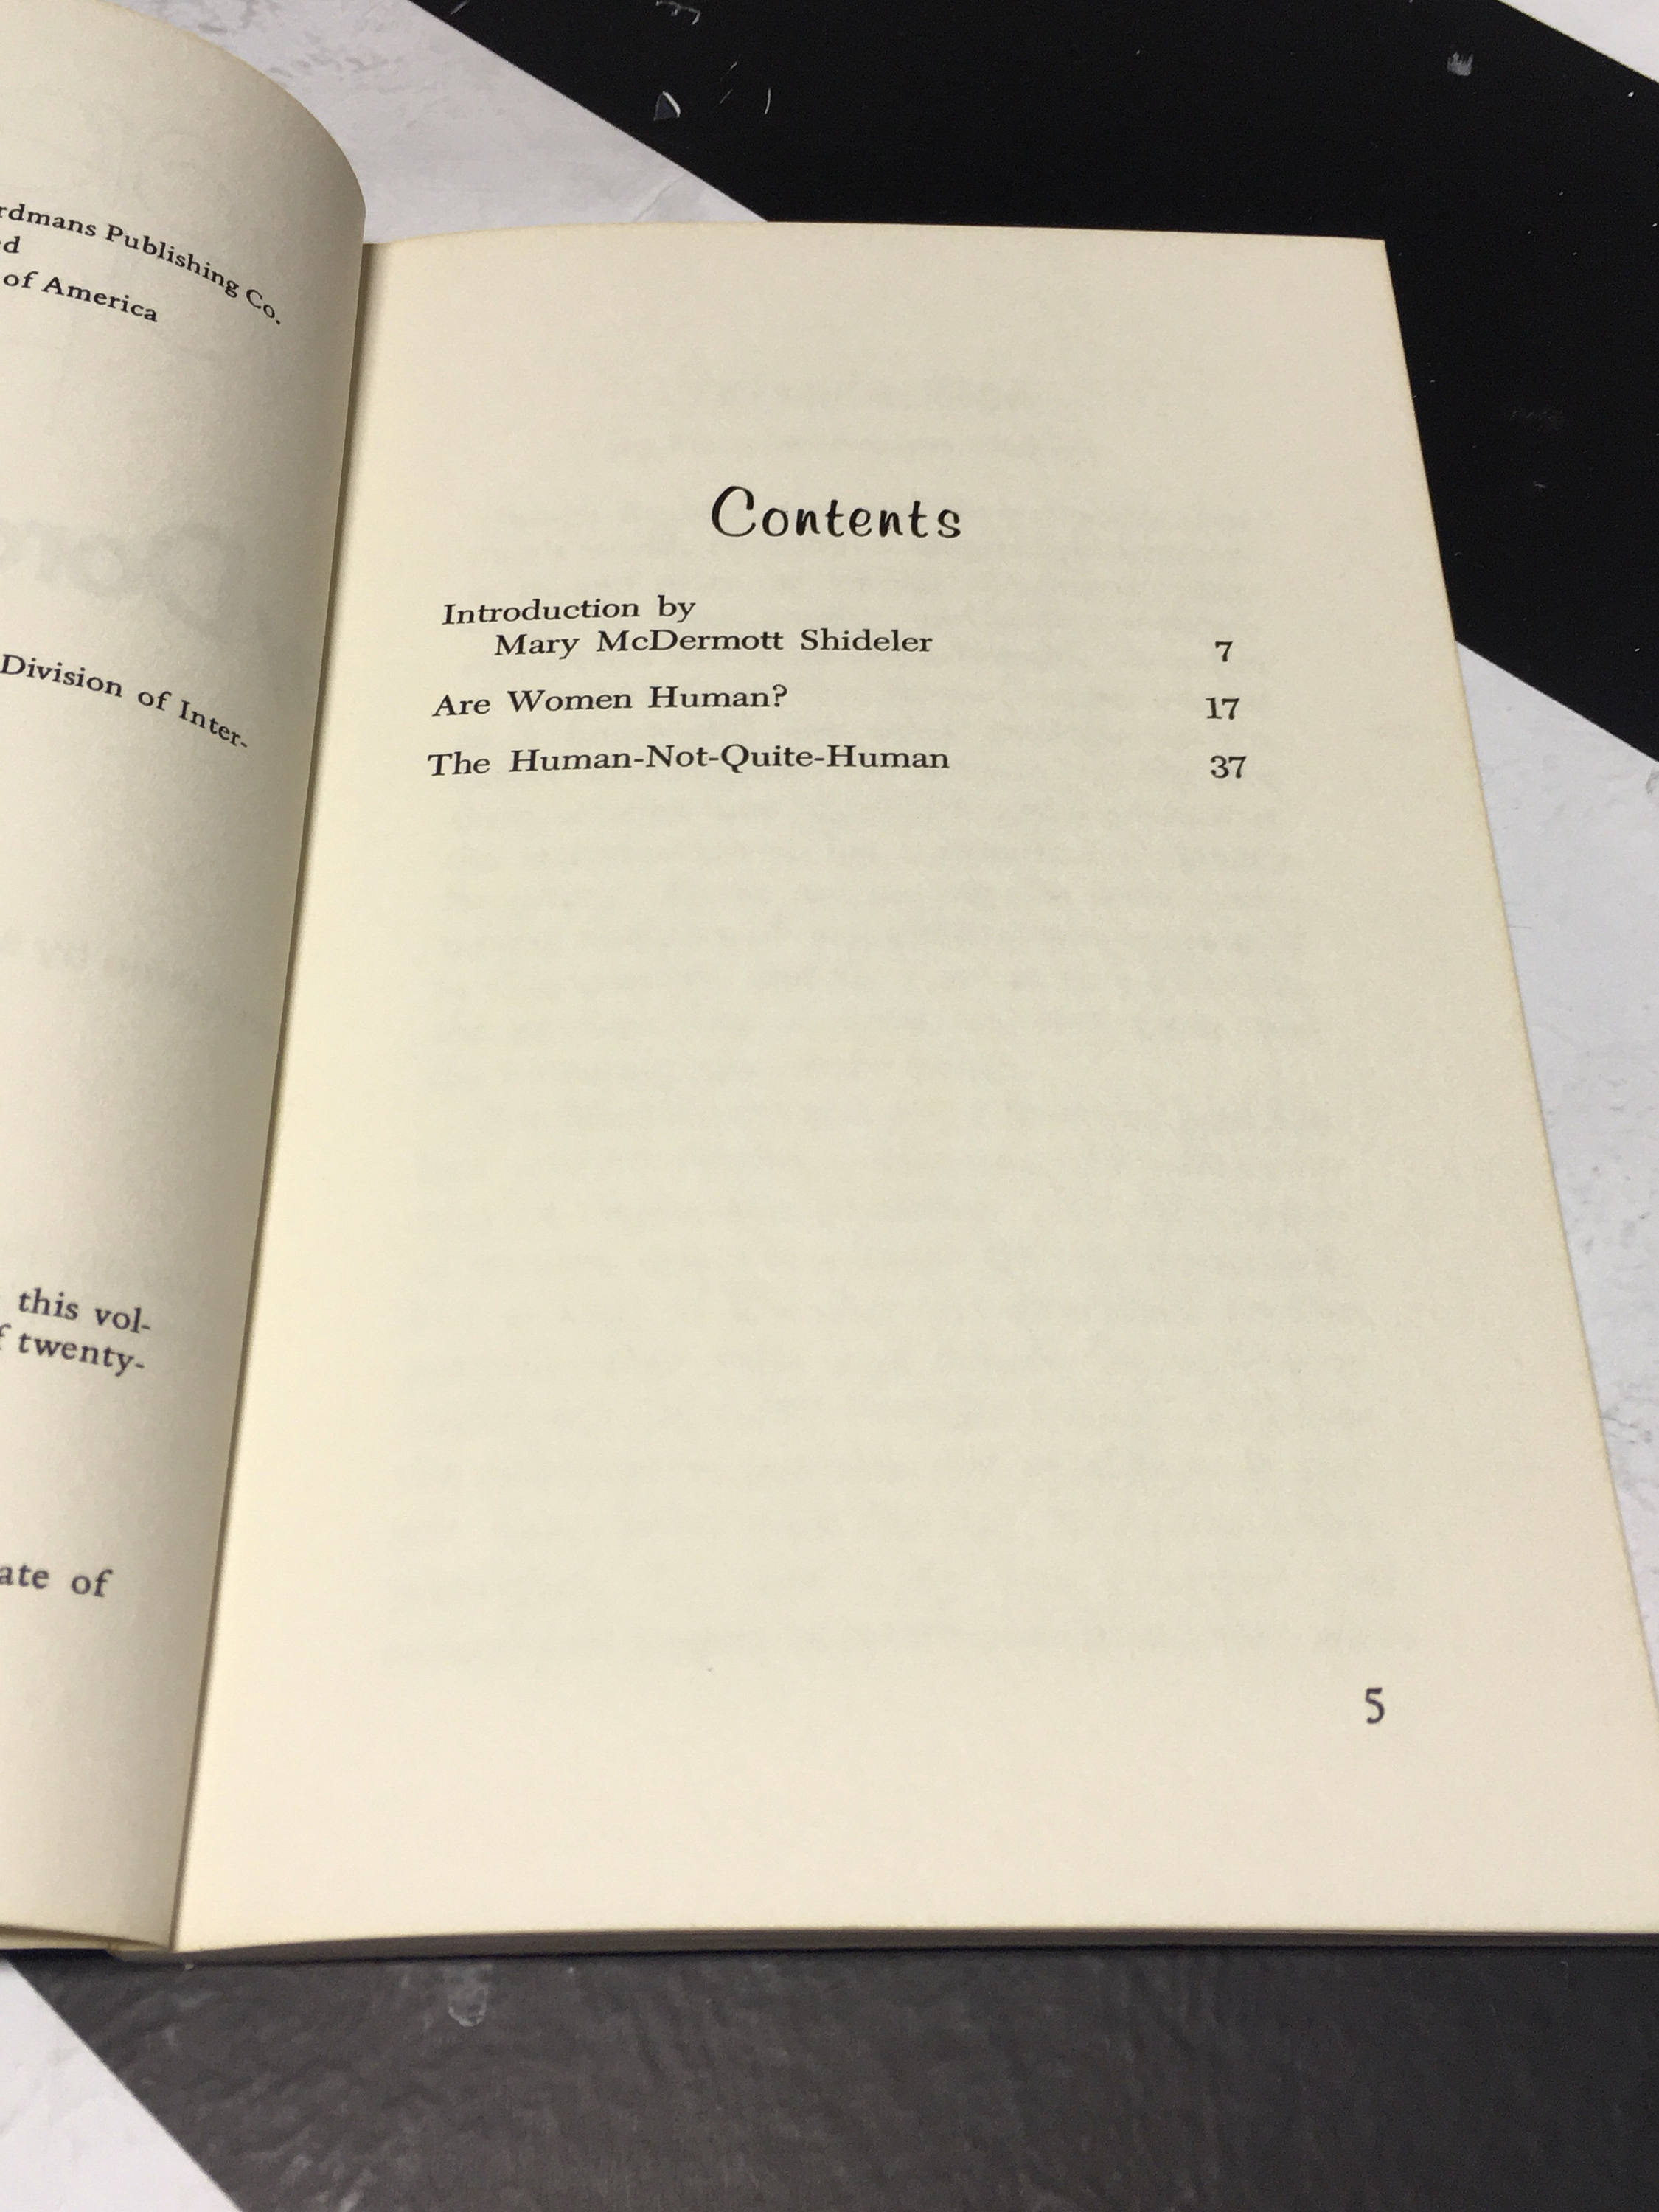 rdmans Publishing Co.
d
of America
Division of Inter-
this vol-
f twenty-
ate of
Contents
Introduction by
Mary McDermott Shideler 7
Are Women Human? 17
The Human-Not-Quite-Human 37
5